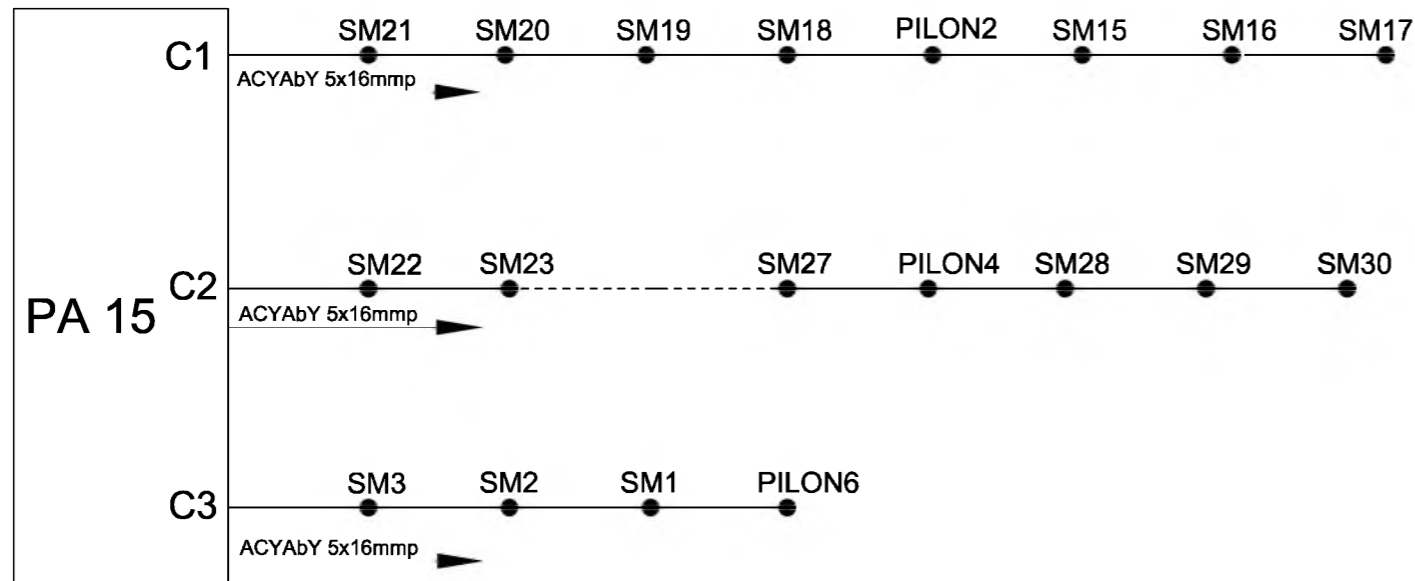 SM21 SM20 SM19 SM18 PILON2 SM15 SM16 SM17
C1
ACYAbY 5x16mmp
SM22 SM23 SM27 PILON4 SM28 SM29 SM30
C2
ACYAbY 5x16mmp
PA 15
SM3 SM2 SM1 PILON6
C3
ACYAbY 5x16mmp